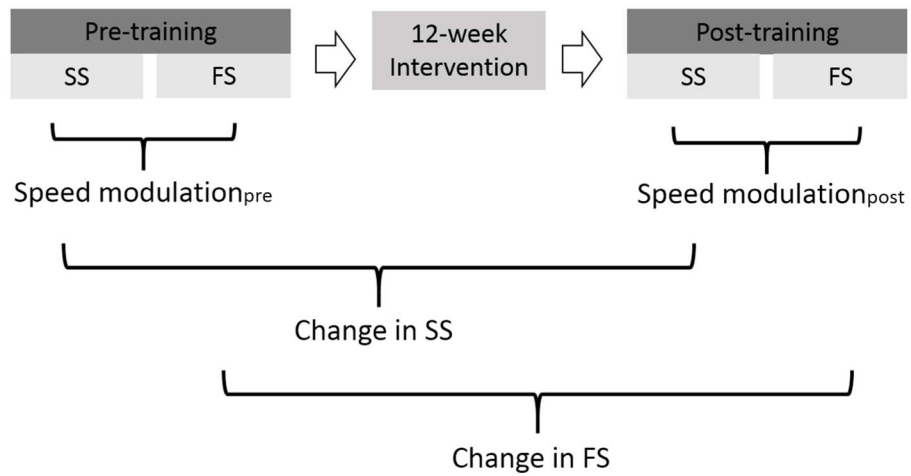 Pre-training
SS FS
12-week
Intervention
Post-training
SS FS
Speed modulationpre
Speed modulationpost
Change in SS
Change in FS